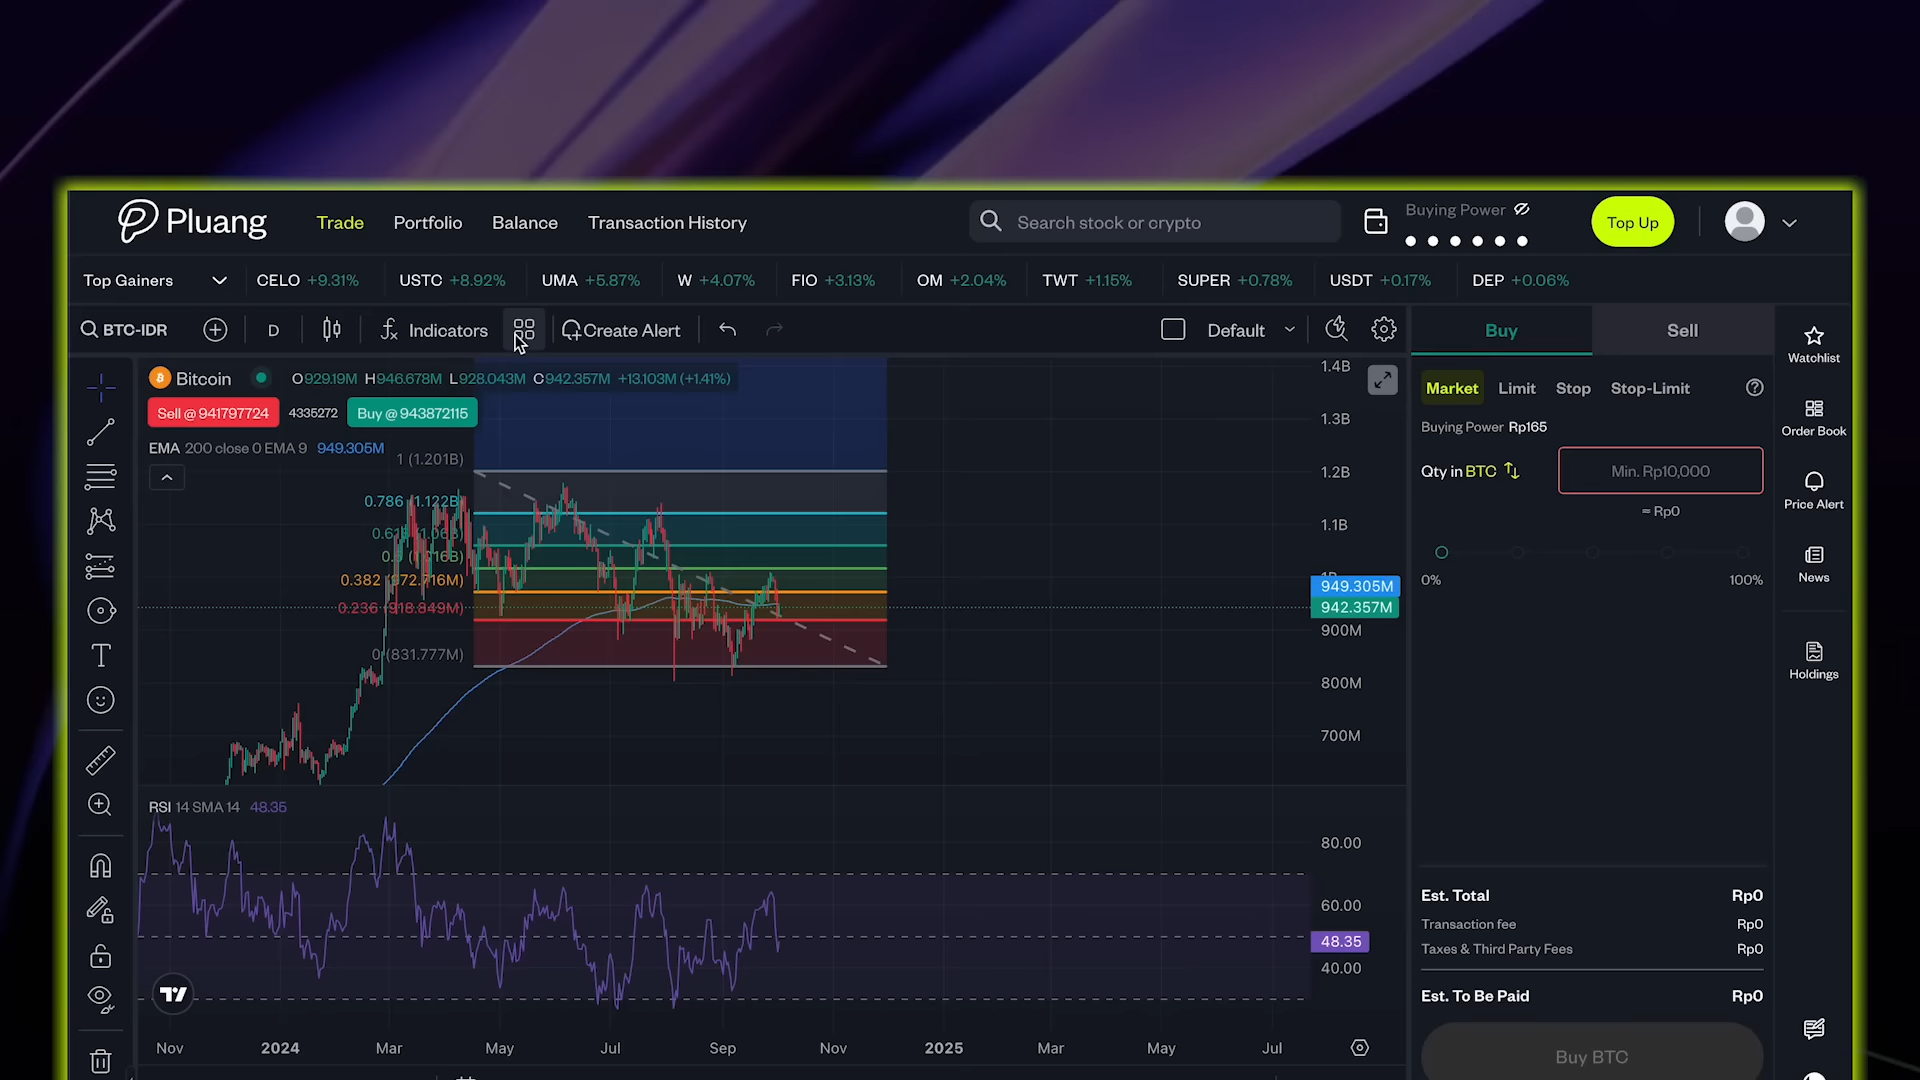 Pluang
Trade
Portfolio
Balance
Transaction History
Search stock or crypto
Buying Power
Top Up
Top Gainers
CELO +9.31%
USTC +8.92%
UMA +5.87%
W +4.07%
FIO +3.13%
OM +2.04%
TWT +1.15%
SUPER +0.78%
USDT +0.17%
DEP +0.06%
BTC-IDR
D
Indicators
Create Alert
Default
Buy
Sell
Watchlist
Bitcoin
O929.19M H946.678M L928.043M C942.357M +13.103M (+1.41%)
Sell @ 941797724
4335272
Buy @ 943872115
EMA 200 close 0 EMA 9 949.305M
1 (1.201B)
0.786 (1.122B)
0.382 (972.716M)
0.236 (918.849M)
0 (831.777M)
1.4B
1.3B
1.2B
1.1B
949.305M
942.357M
900M
800M
700M
Market
Limit
Stop
Stop-Limit
Buying Power Rp165
Qty in BTC
Min. Rp10,000
= Rp0
0%
100%
Order Book
Price Alert
News
Holdings
RSI 14 SMA 14 48.35
80.00
60.00
48.35
40.00
Est. Total
Rp0
Transaction fee
Rp0
Taxes & Third Party Fees
Rp0
Est. To Be Paid
Rp0
Buy BTC
Nov
2024
Mar
May
Jul
Sep
Nov
2025
Mar
May
Jul